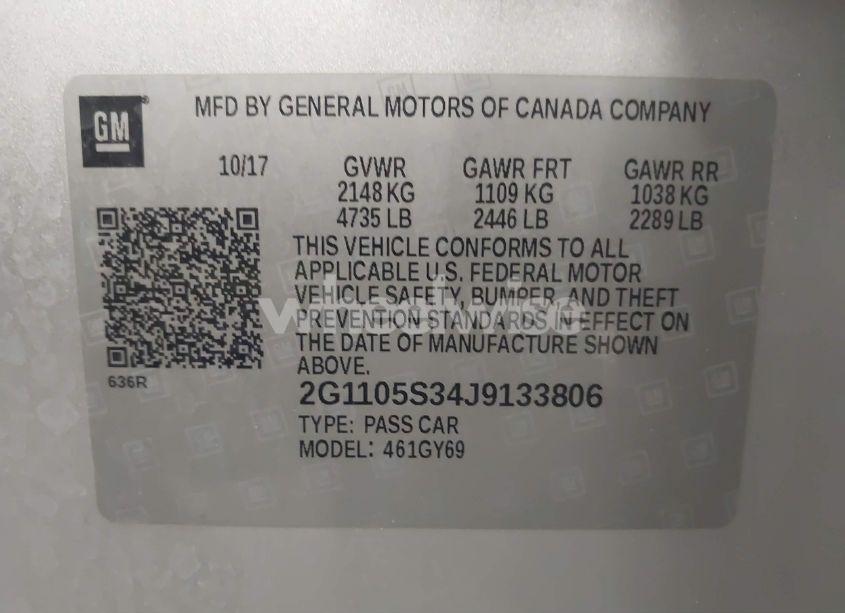 GM
MFD BY GENERAL MOTORS OF CANADA COMPANY
10/17 GVWR GAWR FRT GAWR RR
2148 KG 1109 KG 1038 KG
4735 LB 2446 LB 2289 LB
THIS VEHICLE CONFORMS TO ALL
APPLICABLE U.S. FEDERAL MOTOR
VEHICLE SAFETY, BUMPER, AND THEFT
PREVENTION STANDARDS IN EFFECT ON
THE DATE OF MANUFACTURE SHOWN
ABOVE.
636R
2G1105S34J9133806
TYPE: PASS CAR
MODEL: 461GY69